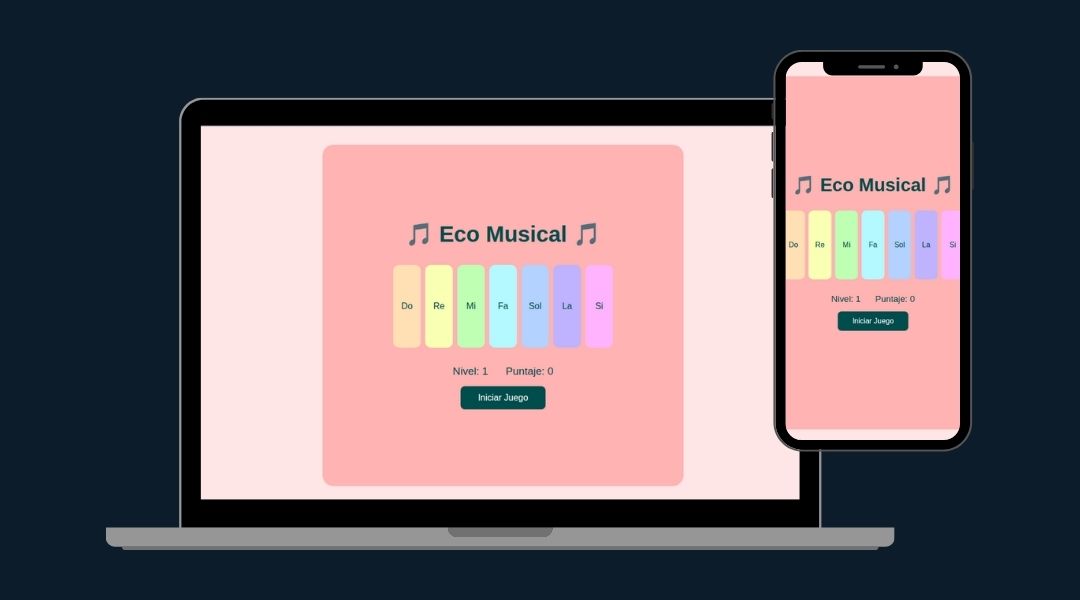 🎵 Eco Musical 🎵
Do Re Mi Fa Sol La Si
Nivel: 1 Puntaje: 0
Iniciar Juego
🎵 Eco Musical 🎵
Do Re Mi Fa Sol La Si
Nivel: 1 Puntaje: 0
Iniciar Juego